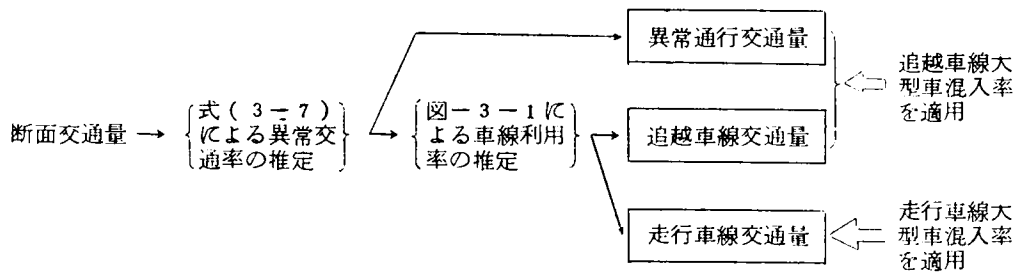 断面交通量
式(3-7)
による異常交
通率の推定
図-3-1に
よる車線利用
率の推定
異常通行交通量
追越車線交通量
走行車線交通量
追越車線大
型車混入率
を適用
走行車線大
型車混入率
を適用